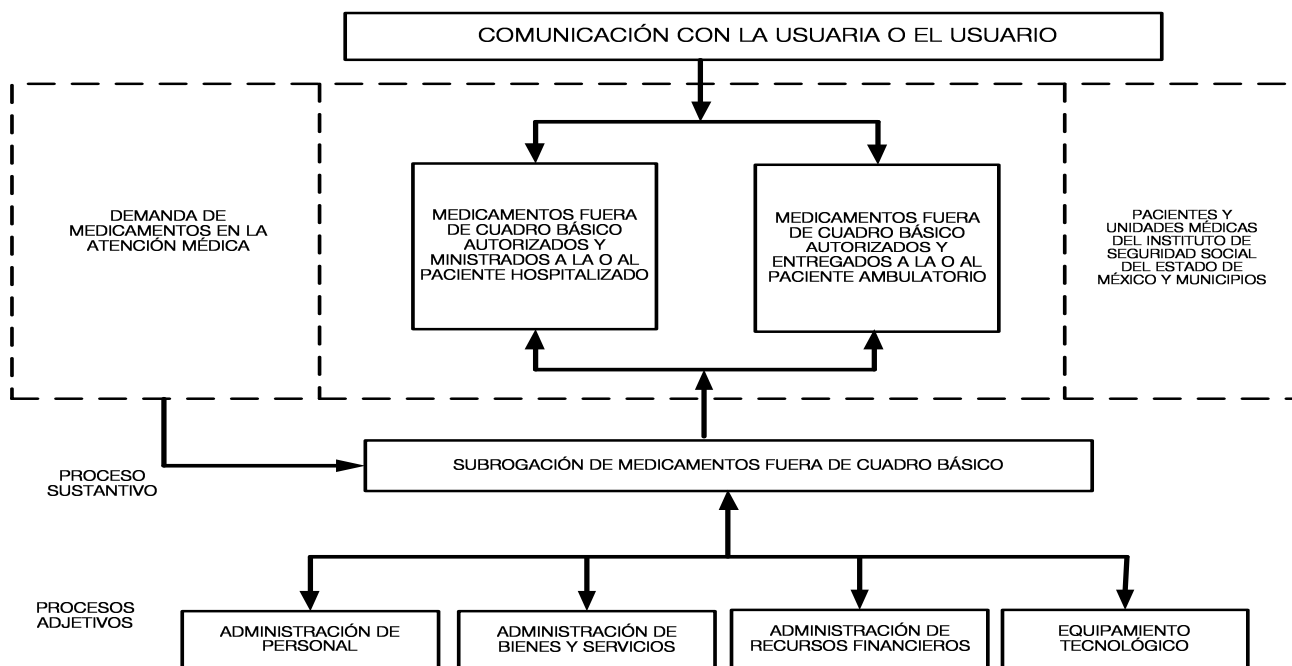 COMUNICACIÓN CON LA USUARIA O EL USUARIO
DEMANDA DE
MEDICAMENTOS EN LA
ATENCIÓN MÉDICA
MEDICAMENTOS FUERA
DE CUADRO BÁSICO
AUTORIZADOS Y
MINISTRADOS A LA O AL
PACIENTE HOSPITALIZADO
MEDICAMENTOS FUERA
DE CUADRO BÁSICO
AUTORIZADOS Y
ENTREGADOS A LA O AL
PACIENTE AMBULATORIO
PACIENTES Y
UNIDADES MÉDICAS
DEL INSTITUTO DE
SEGURIDAD SOCIAL
DEL ESTADO DE
MÉXICO Y MUNICIPIOS
PROCESO
SUSTANTIVO
SUBROGACIÓN DE MEDICAMENTOS FUERA DE CUADRO BÁSICO
PROCESOS
ADJETIVOS
ADMINISTRACIÓN DE
PERSONAL
ADMINISTRACIÓN DE
BIENES Y SERVICIOS
ADMINISTRACIÓN DE
RECURSOS FINANCIEROS
EQUIPAMIENTO
TECNOLÓGICO